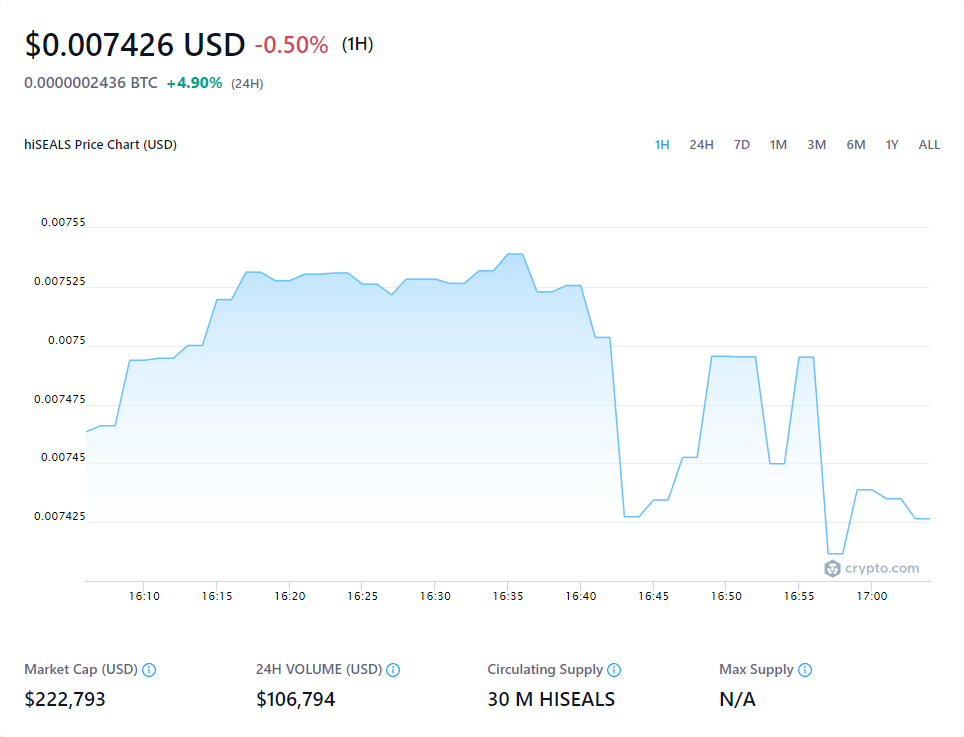 $0.007426 USD -0.50% (1H)
0.0000002436 BTC +4.90% (24H)
hiSEALS Price Chart (USD) 1H 24H 7D 1M 3M 6M 1Y ALL
0.00755
0.007525
0.0075
0.007475
0.00745
0.007425
crypto.com
16:10 16:15 16:20 16:25 16:30 16:35 16:40 16:45 16:50 16:55 17:00
Market Cap (USD) 24H VOLUME (USD) Circulating Supply Max Supply
$222,793 $106,794 30 M HISEALS N/A